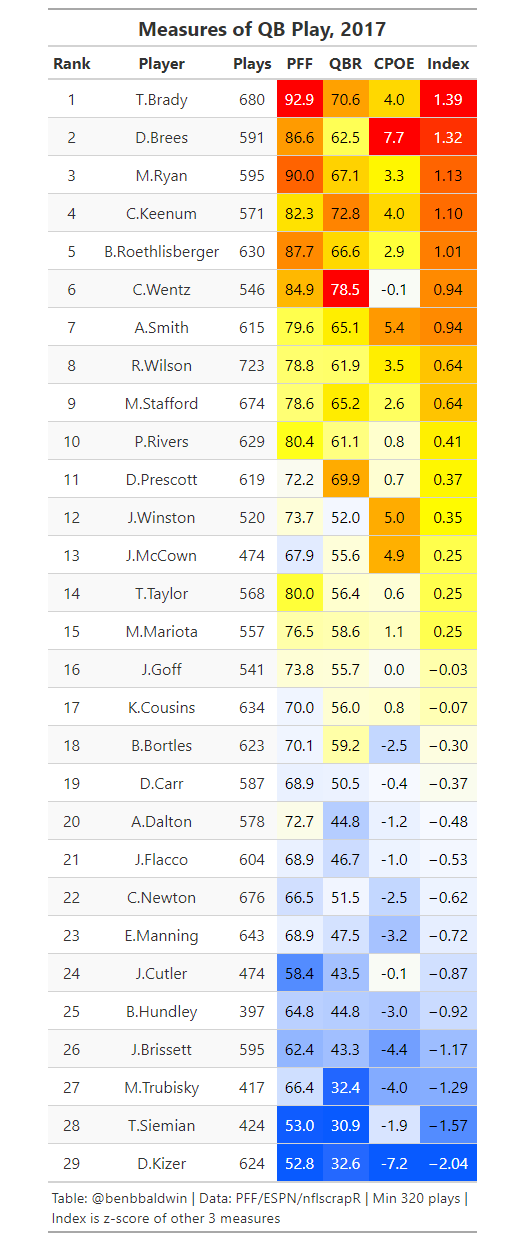 Measures of QB Play, 2017
Rank Player Plays PFF QBR CPOE Index
1 T.Brady 680 92.9 70.6 4.0 1.39
2 D.Brees 591 86.6 62.5 7.7 1.32
3 M.Ryan 595 90.0 67.1 3.3 1.13
4 C.Keenum 571 82.3 72.8 4.0 1.10
5 B.Roethlisberger 630 87.7 66.6 2.9 1.01
6 C.Wentz 546 84.9 78.5 -0.1 0.94
7 A.Smith 615 79.6 65.1 5.4 0.94
8 R.Wilson 723 78.8 61.9 3.5 0.64
9 M.Stafford 674 78.6 65.2 2.6 0.64
10 P.Rivers 629 80.4 61.1 0.8 0.41
11 D.Prescott 619 72.2 69.9 0.7 0.37
12 J.Winston 520 73.7 52.0 5.0 0.35
13 J.McCown 474 67.9 55.6 4.9 0.25
14 T.Taylor 568 80.0 56.4 0.6 0.25
15 M.Mariota 557 76.5 58.6 1.1 0.25
16 J.Goff 541 73.8 55.7 0.0 −0.03
17 K.Cousins 634 70.0 56.0 0.8 −0.07
18 B.Bortles 623 70.1 59.2 -2.5 −0.30
19 D.Carr 587 68.9 50.5 -0.4 −0.37
20 A.Dalton 578 72.7 44.8 -1.2 −0.48
21 J.Flacco 604 68.9 46.7 -1.0 −0.53
22 C.Newton 676 66.5 51.5 -2.5 −0.62
23 E.Manning 643 68.9 47.5 -3.2 −0.72
24 J.Cutler 474 58.4 43.5 -0.1 −0.87
25 B.Hundley 397 64.8 44.8 -3.0 −0.92
26 J.Brissett 595 62.4 43.3 -4.4 −1.17
27 M.Trubisky 417 66.4 32.4 -4.0 −1.29
28 T.Siemian 424 53.0 30.9 -1.9 −1.57
29 D.Kizer 624 52.8 32.6 -7.2 −2.04
Table: @benbbaldwin | Data: PFF/ESPN/nflscrapR | Min 320 plays |
Index is z-score of other 3 measures